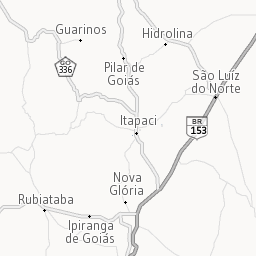 Guarinos
Hidrolina
GO
336
Pilar de
Goiás
São Luíz
do Norte
Itapaci
BR
153
Nova
Glória
Rubiataba
Ipiranga
de Goiás